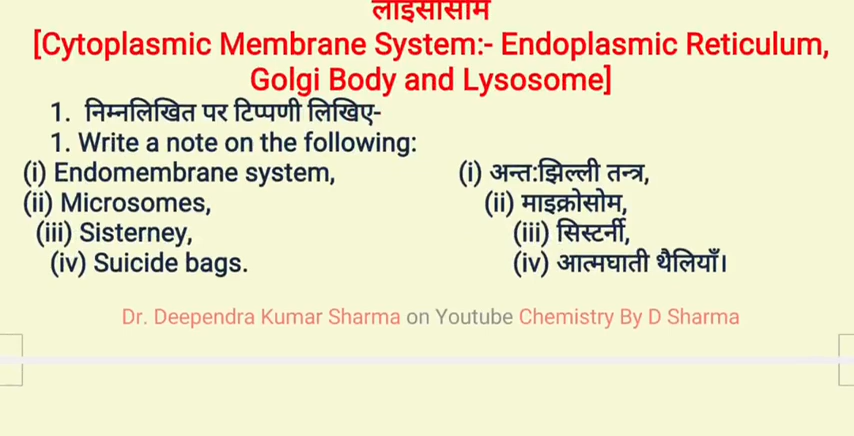 लाइसोसोम
[Cytoplasmic Membrane System:- Endoplasmic Reticulum,
Golgi Body and Lysosome]
1. निम्नलिखित पर टिप्पणी लिखिए-
1. Write a note on the following:
(i) Endomembrane system, (i) अन्त:झिल्ली तन्त्र,
(ii) Microsomes, (ii) माइक्रोसोम,
(iii) Sisterney, (iii) सिस्टर्नी,
(iv) Suicide bags. (iv) आत्मघाती थैलियाँ।
Dr. Deependra Kumar Sharma on Youtube Chemistry By D Sharma